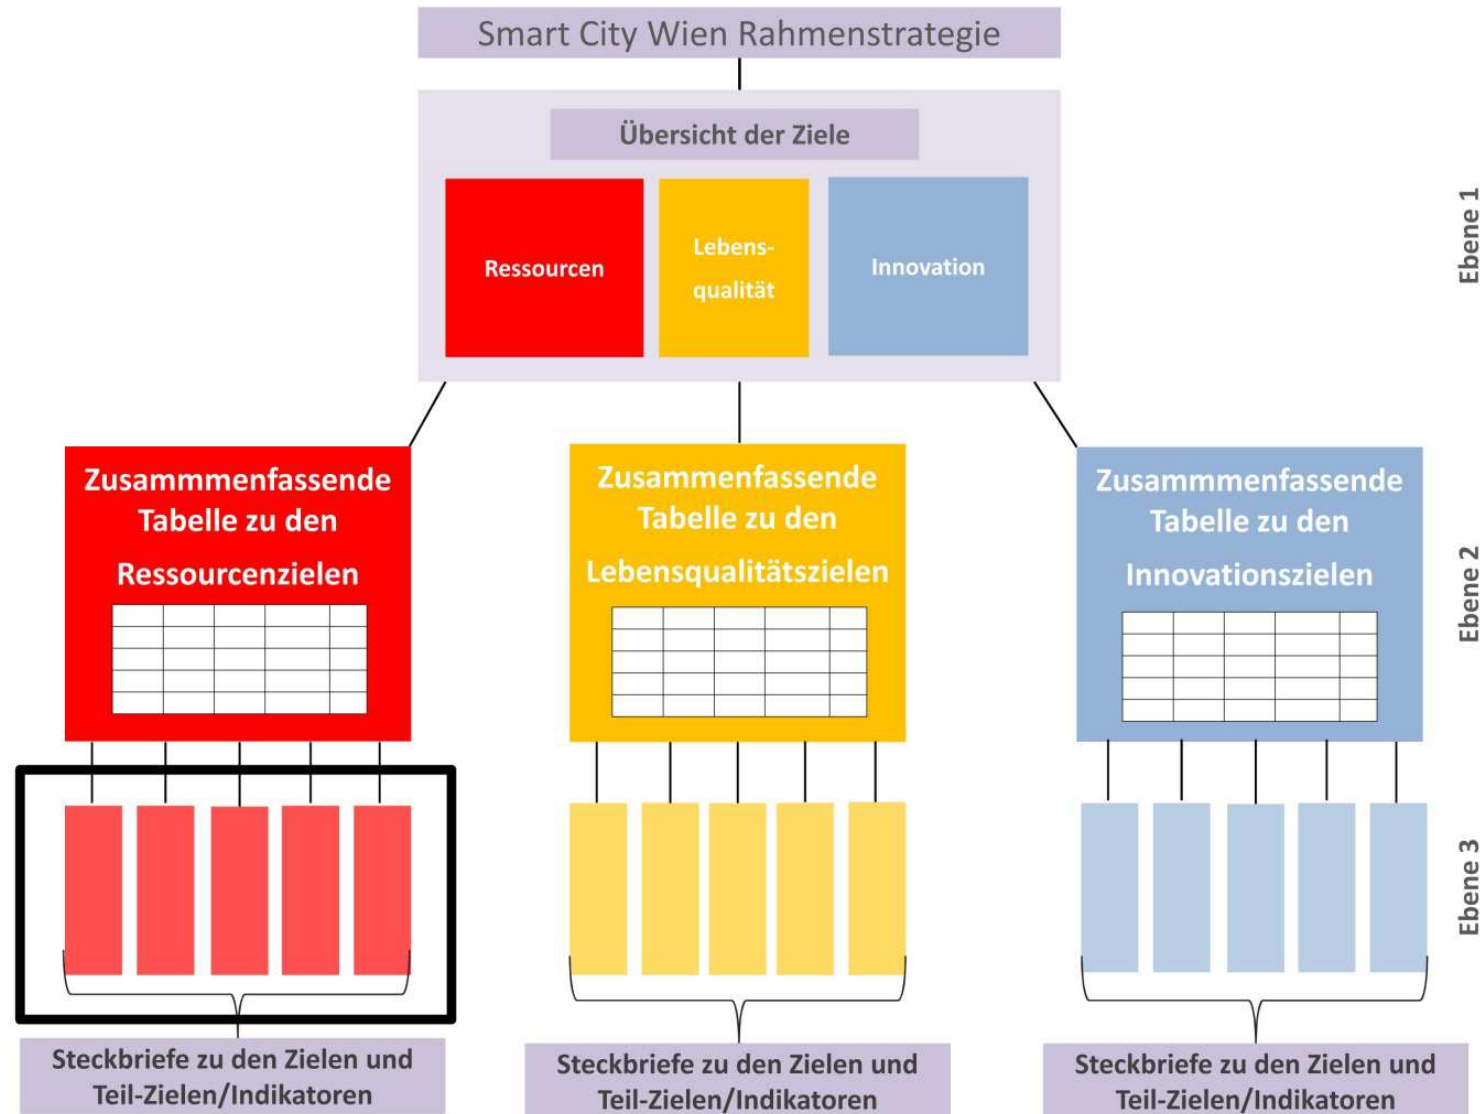 Smart City Wien Rahmenstrategie
Übersicht der Ziele
Ressourcen
Lebens-
qualität
Innovation
Ebene 1
Zusammmenfassende
Tabelle zu den
Ressourcenzielen
Zusammenfassende
Tabelle zu den
Lebensqualitätszielen
Zusammmenfassende
Tabelle zu den
Innovationszielen
Ebene 2
Ebene 3
Steckbriefe zu den Zielen und
Teil-Zielen/Indikatoren
Steckbriefe zu den Zielen und
Teil-Zielen/Indikatoren
Steckbriefe zu den Zielen und
Teil-Zielen/Indikatoren